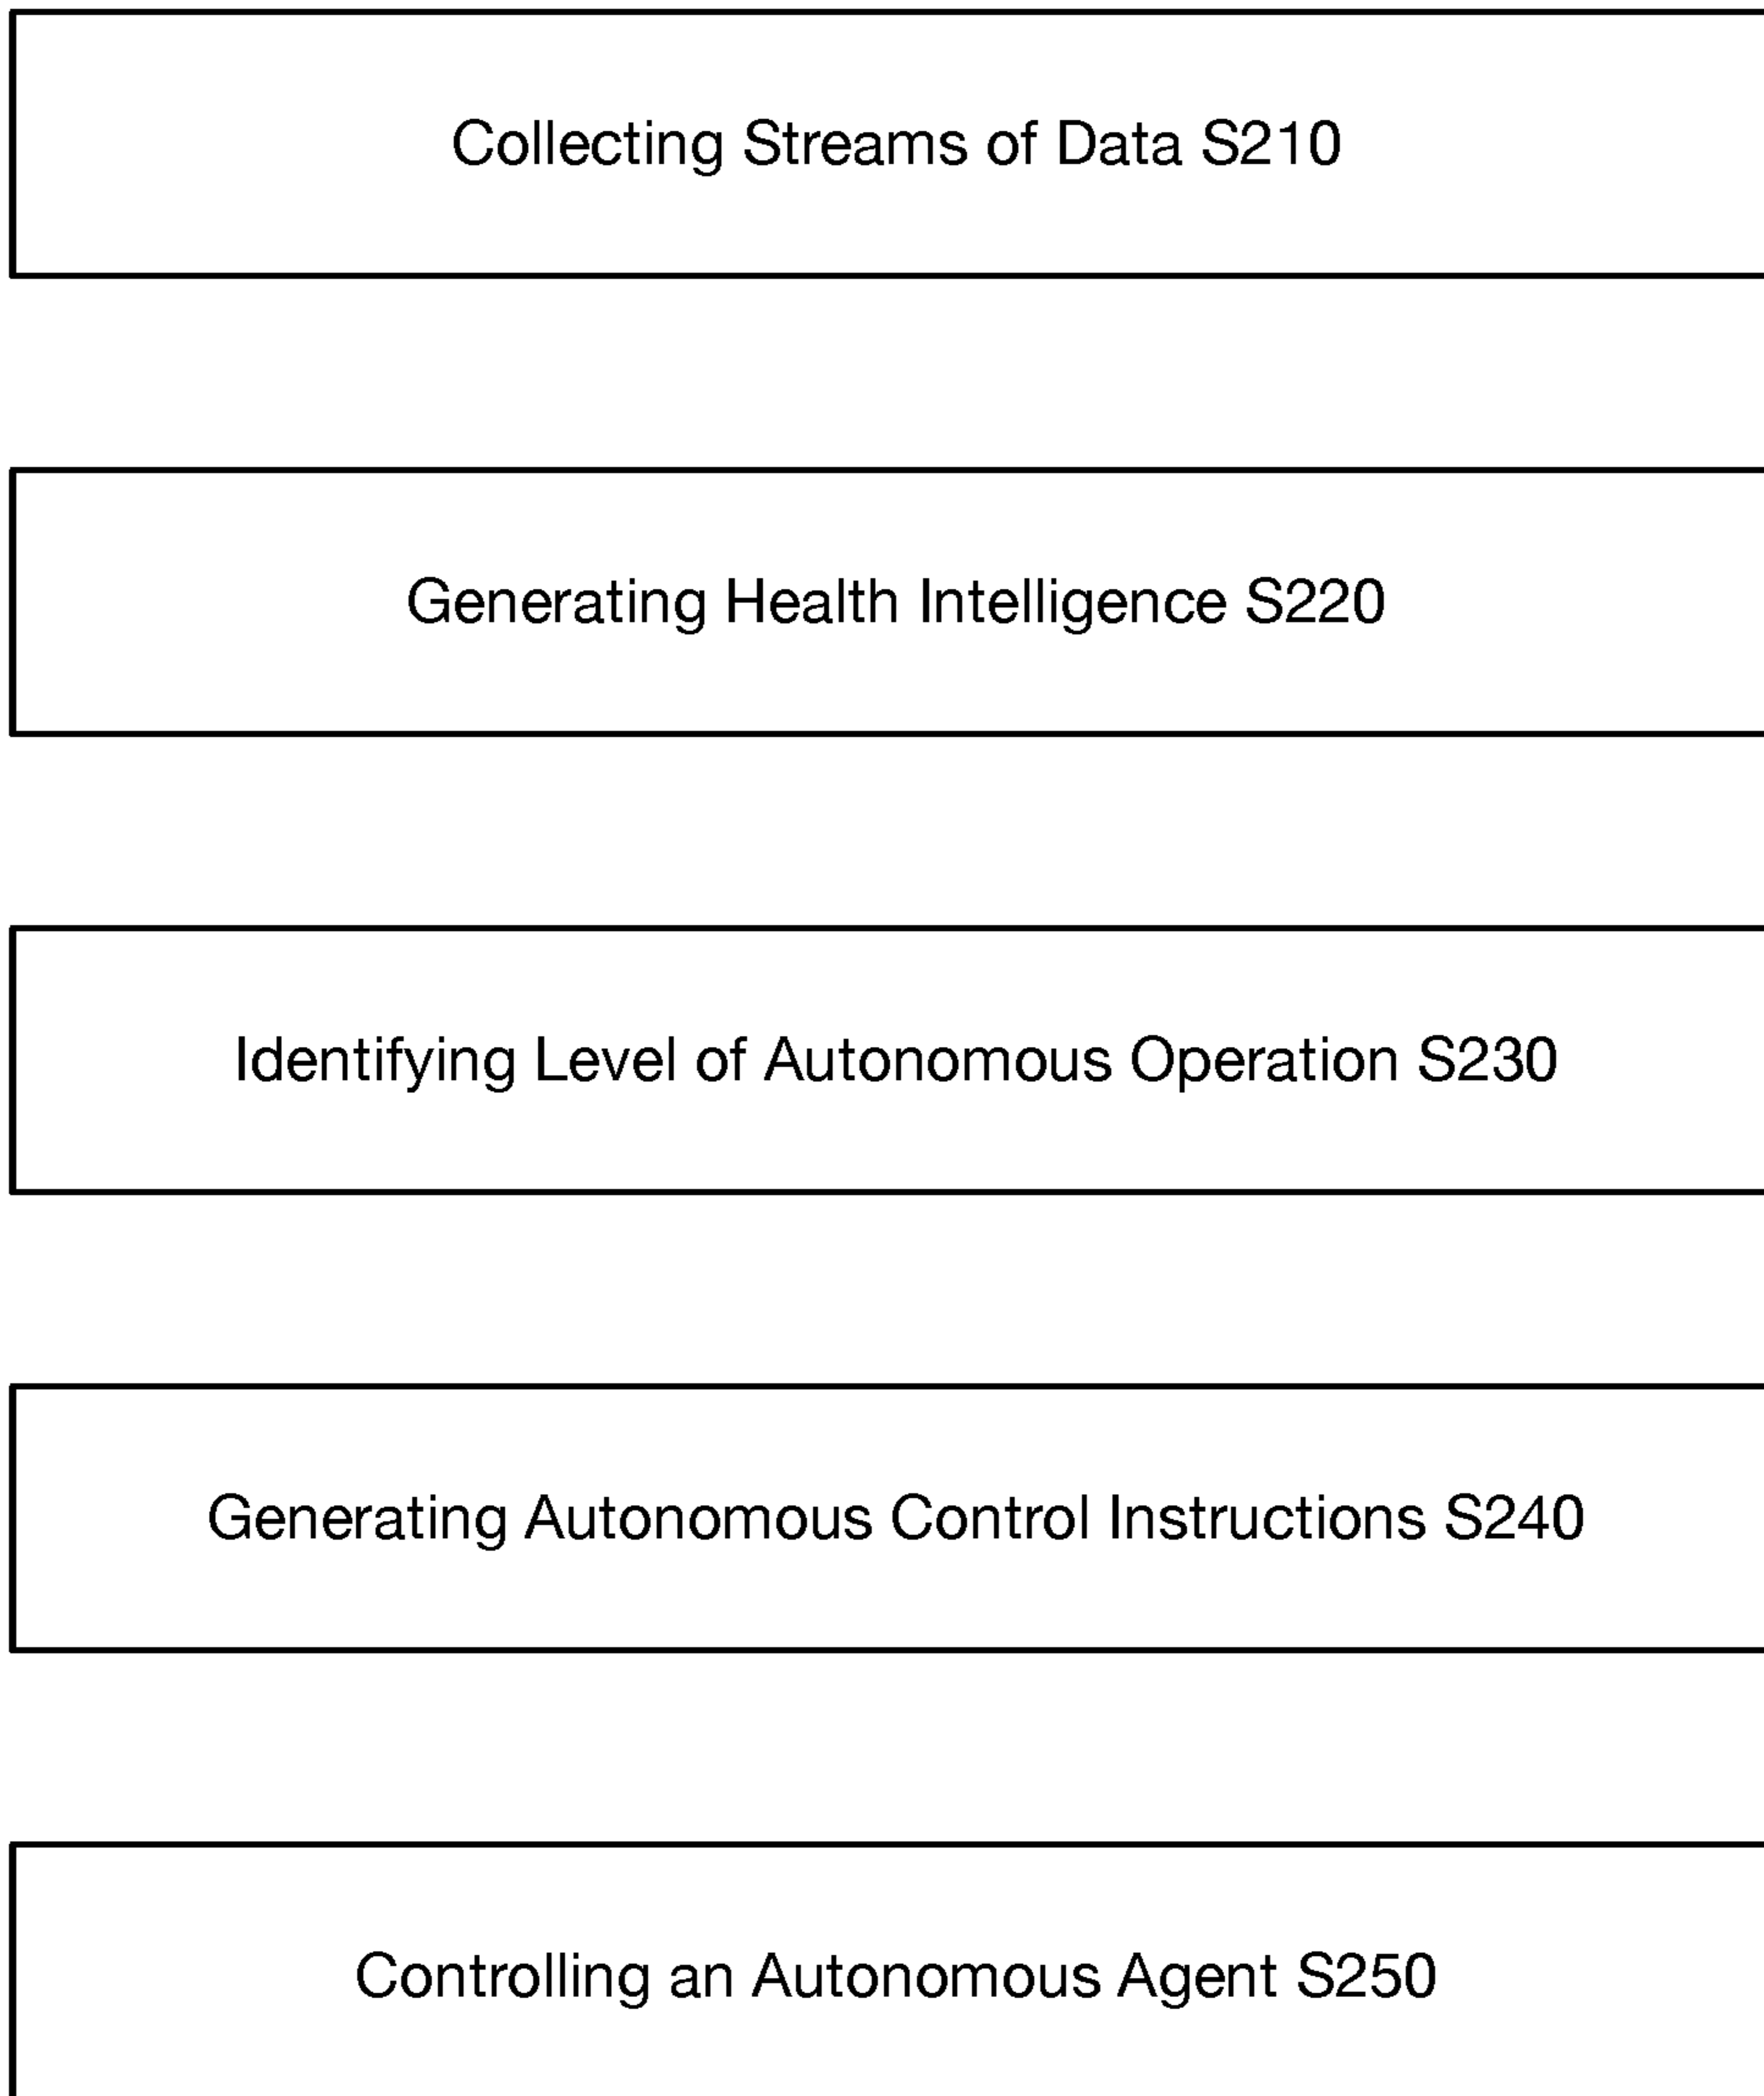 Collecting Streams of Data S210
Generating Health Intelligence S220
Identifying Level of Autonomous Operation S230
Generating Autonomous Control Instructions S240
Controlling an Autonomous Agent S250